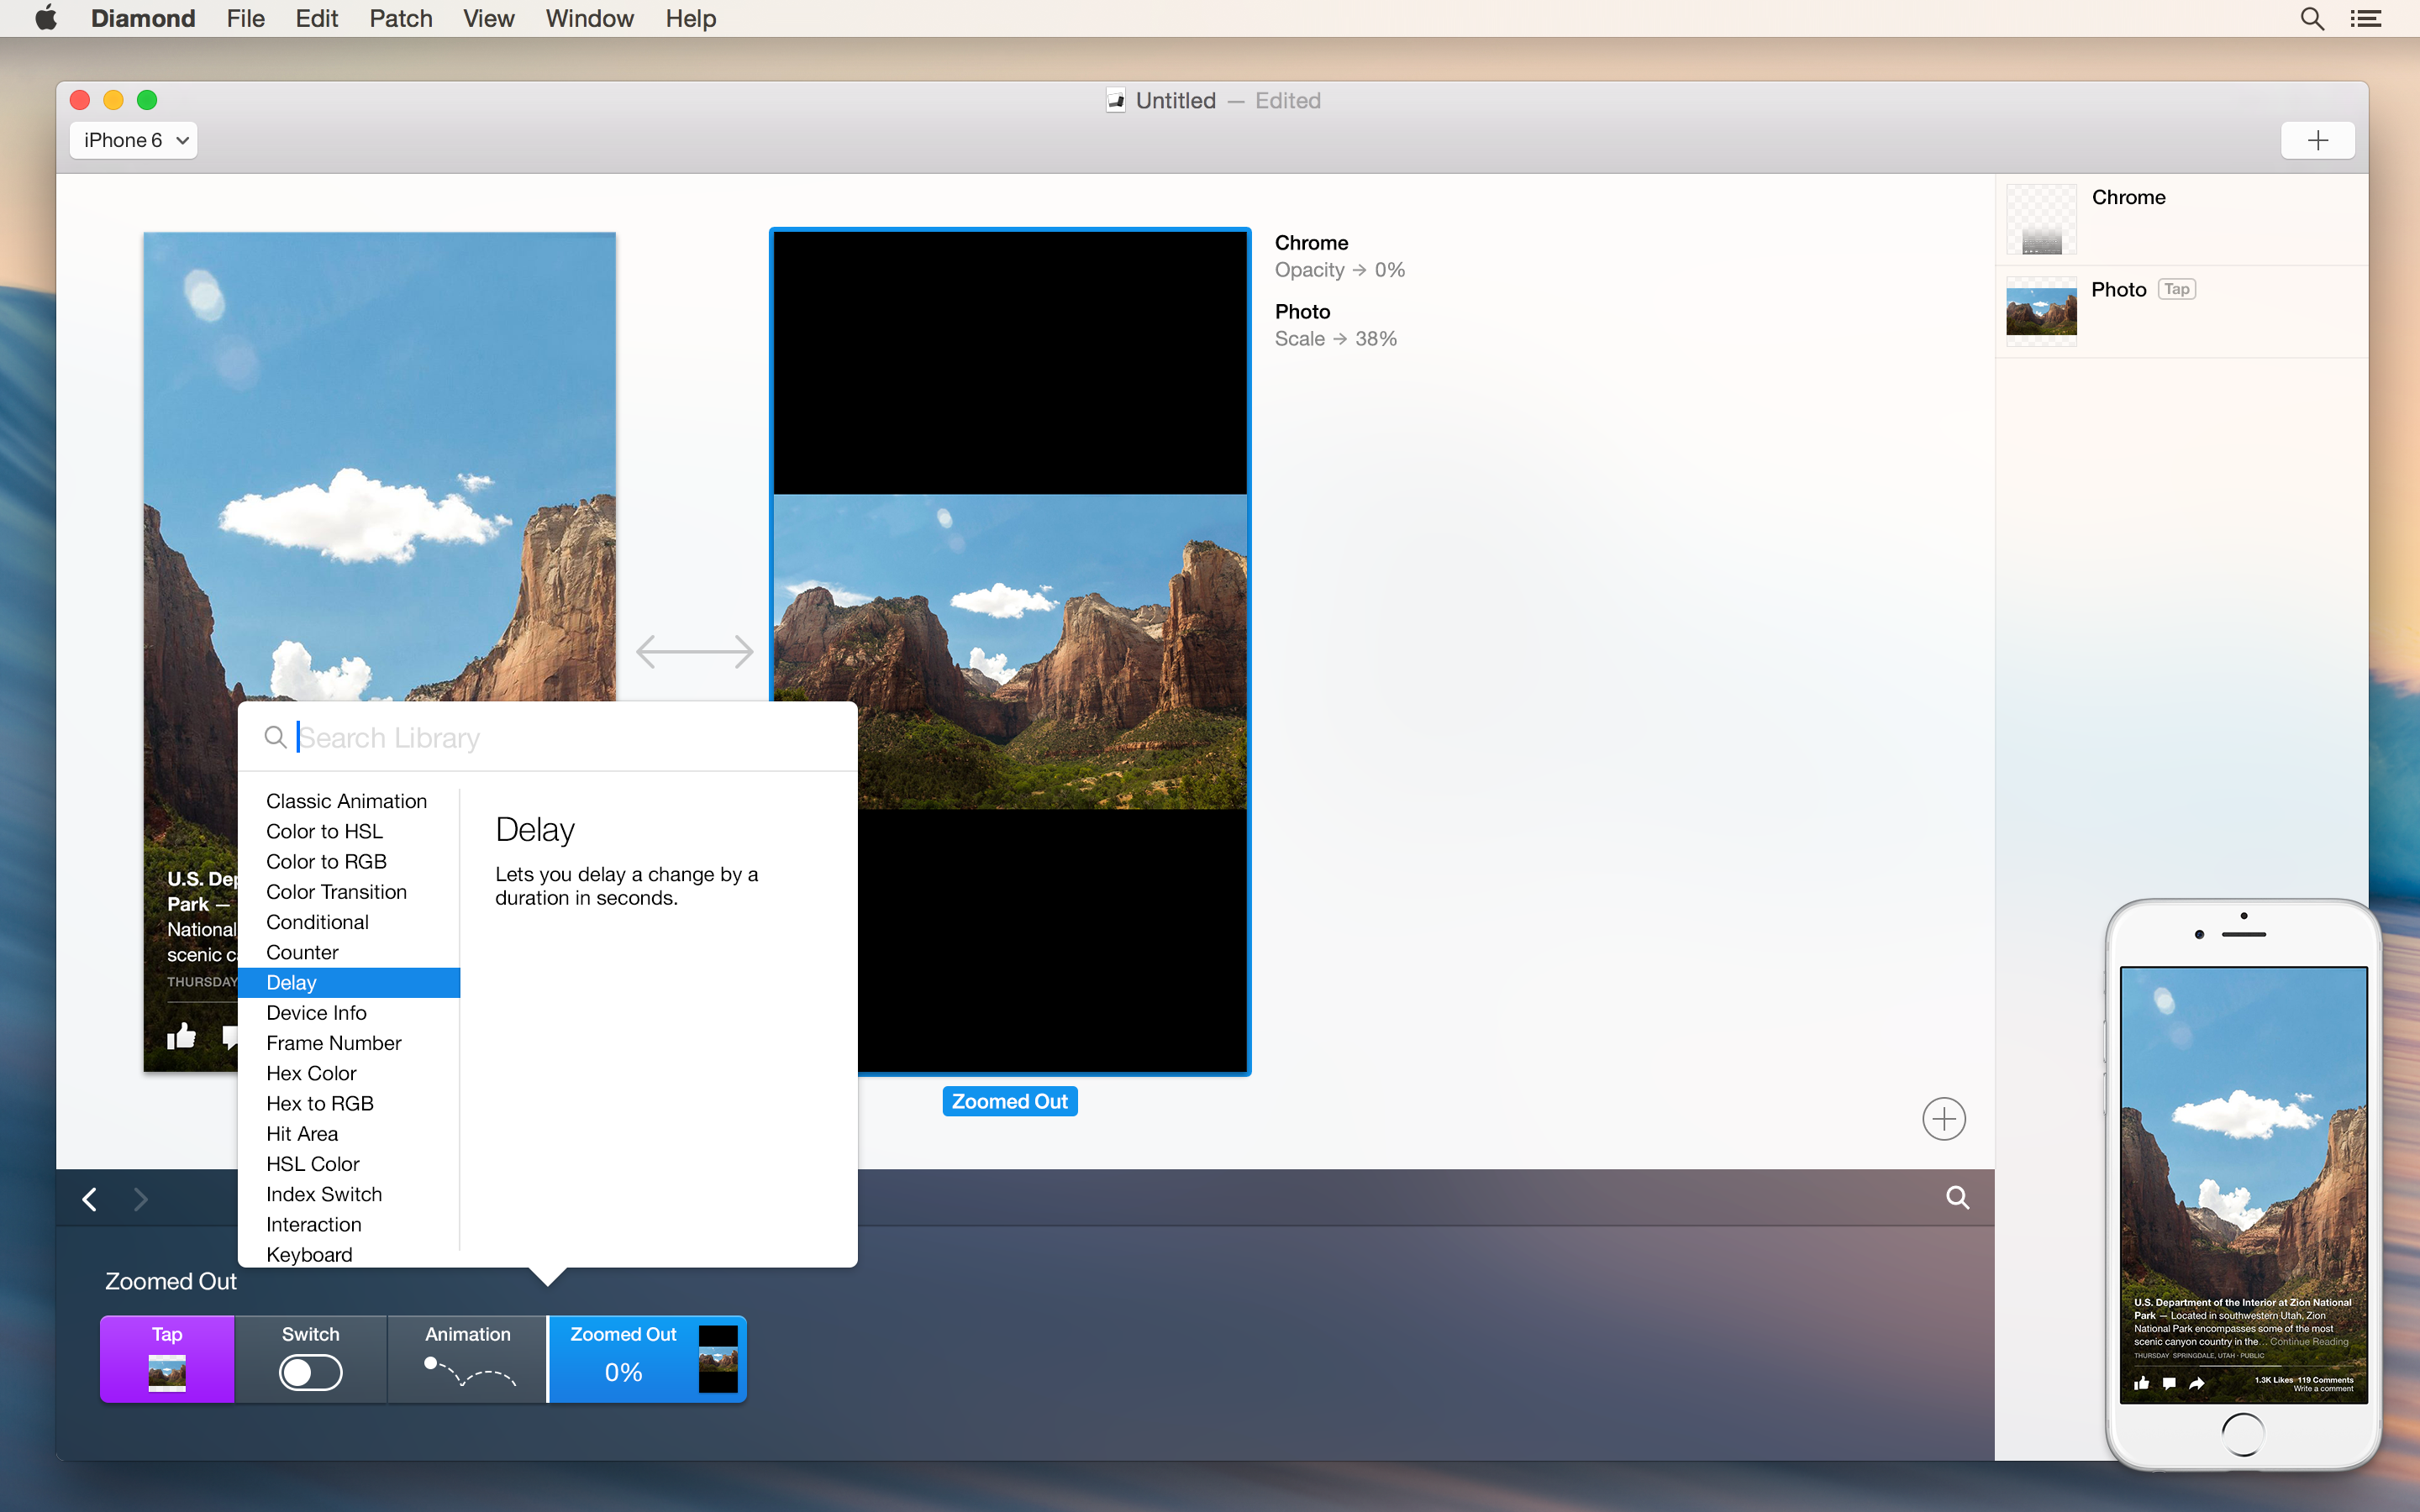 Diamond File Edit Patch View Window Help
Untitled — Edited
iPhone 6
Chrome
Opacity → 0%
Photo
Scale → 38%
Chrome
Photo Tap
Search Library
Classic Animation
Color to HSL
Color to RGB
Color Transition
Conditional
Counter
Delay
Device Info
Frame Number
Hex Color
Hex to RGB
Hit Area
HSL Color
Index Switch
Interaction
Keyboard
Delay
Lets you delay a change by a
duration in seconds.
U.S. Dep
Park —
National
scenic c
THURSDAY
Zoomed Out
Zoomed Out
Tap
Switch
Animation
Zoomed Out
0%
U.S. Department of the Interior at Zion National
Park — Located in southwestern Utah, Zion
National Park encompasses some of the most
scenic canyon country in the... Continue Reading
THURSDAY SPRINGDALE, UTAH · PUBLIC
1.3K Likes 119 Comments
Write a comment